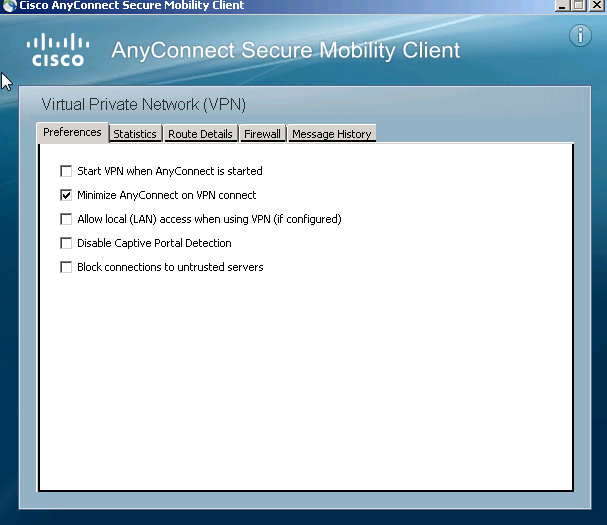 Cisco AnyConnect Secure Mobility Client
CISCO AnyConnect Secure Mobility Client
Virtual Private Network (VPN)
Preferences Statistics Route Details Firewall Message History
Start VPN when AnyConnect is started
Minimize AnyConnect on VPN connect
Allow local (LAN) access when using VPN (if configured)
Disable Captive Portal Detection
Block connections to untrusted servers